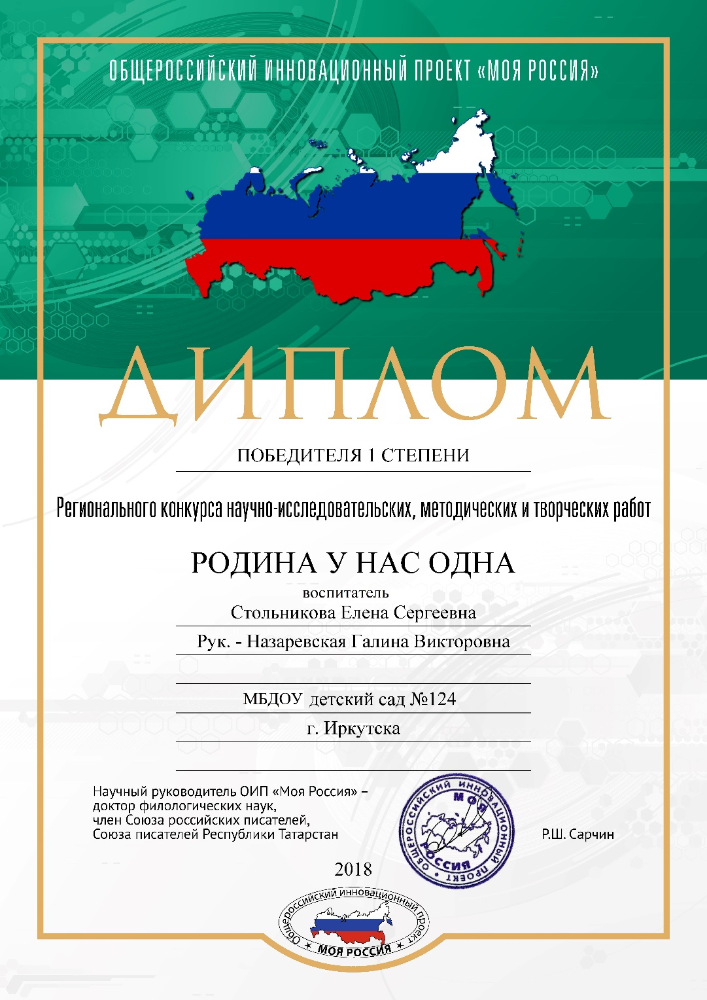 ОБЩЕРОССИЙСКИЙ ИННОВАЦИОННЫЙ ПРОЕКТ «МОЯ РОССИЯ»
ДИПЛОМ
ПОБЕДИТЕЛЯ 1 СТЕПЕНИ
Регионального конкурса научно-исследовательских, методических и творческих работ
РОДИНА У НАС ОДНА
воспитатель
Стольникова Елена Сергеевна
Рук. - Назаревская Галина Викторовна
МБДОУ детский сад №124
г. Иркутска
Научный руководитель ОИП «Моя Россия» –
доктор филологических наук,
член Союза российских писателей,
Союза писателей Республики Татарстан
ОБЩЕРОССИЙСКИЙ ИННОВАЦИОННЫЙ ПРОЕКТ
МОЯ
РОССИЯ
Р.Ш. Сарчин
2018
Общероссийский инновационный проект
МОЯ РОССИЯ